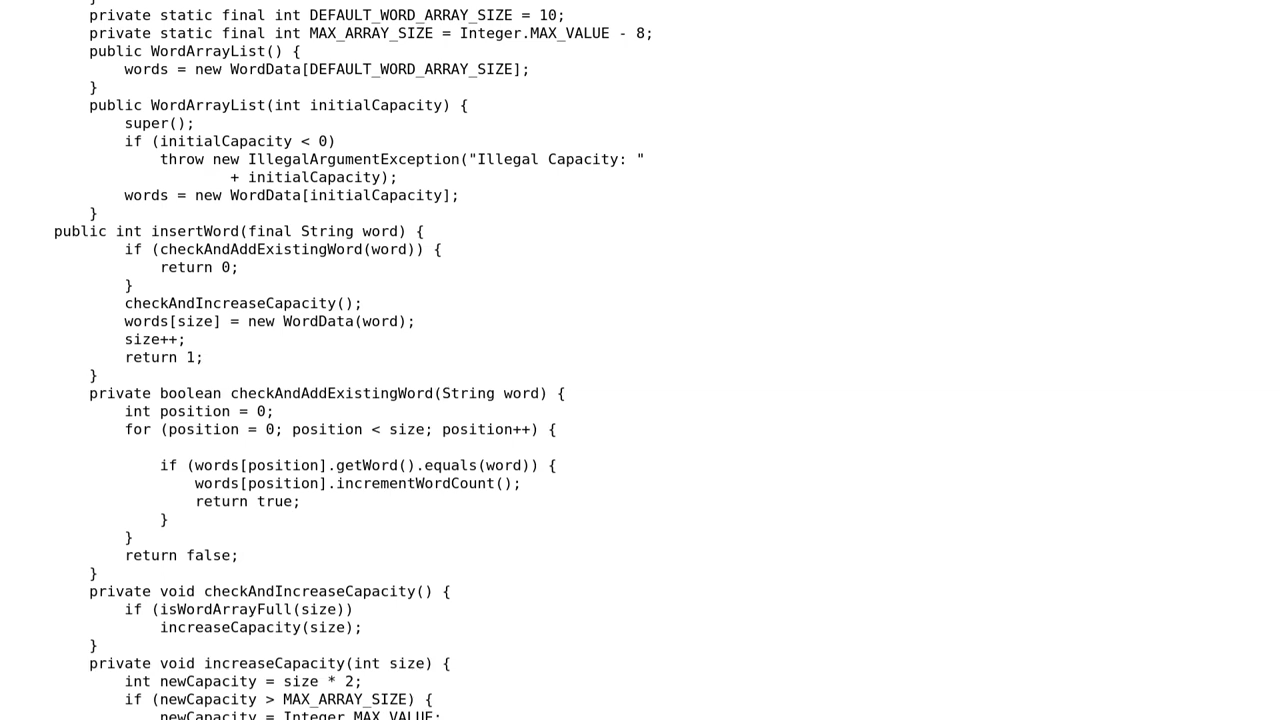 }
private static final int DEFAULT_WORD_ARRAY_SIZE = 10;
private static final int MAX_ARRAY_SIZE = Integer.MAX_VALUE - 8;
public WordArrayList() {
words = new WordData[DEFAULT_WORD_ARRAY_SIZE];
}
public WordArrayList(int initialCapacity) {
super();
if (initialCapacity < 0)
throw new IllegalArgumentException("Illegal Capacity: "
+ initialCapacity);
words = new WordData[initialCapacity];
}
public int insertWord(final String word) {
if (checkAndAddExistingWord(word)) {
return 0;
}
checkAndIncreaseCapacity();
words[size] = new WordData(word);
size++;
return 1;
}
private boolean checkAndAddExistingWord(String word) {
int position = 0;
for (position = 0; position < size; position++) {
if (words[position].getWord().equals(word)) {
words[position].incrementWordCount();
return true;
}
}
return false;
}
private void checkAndIncreaseCapacity() {
if (isWordArrayFull(size))
increaseCapacity(size);
}
private void increaseCapacity(int size) {
int newCapacity = size * 2;
if (newCapacity > MAX_ARRAY_SIZE) {
newCapacity = Integer.MAX_VALUE;